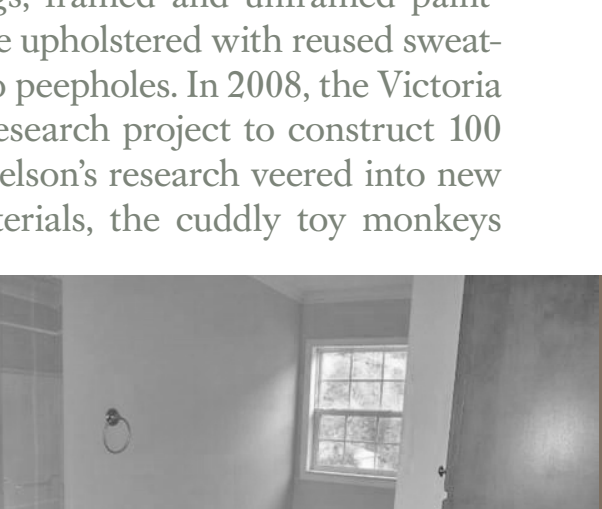 gs, framed and unframed paint-
e upholstered with reused sweat-
o peepholes. In 2008, the Victoria
esearch project to construct 100
elson's research veered into new
terials, the cuddly toy monkeys